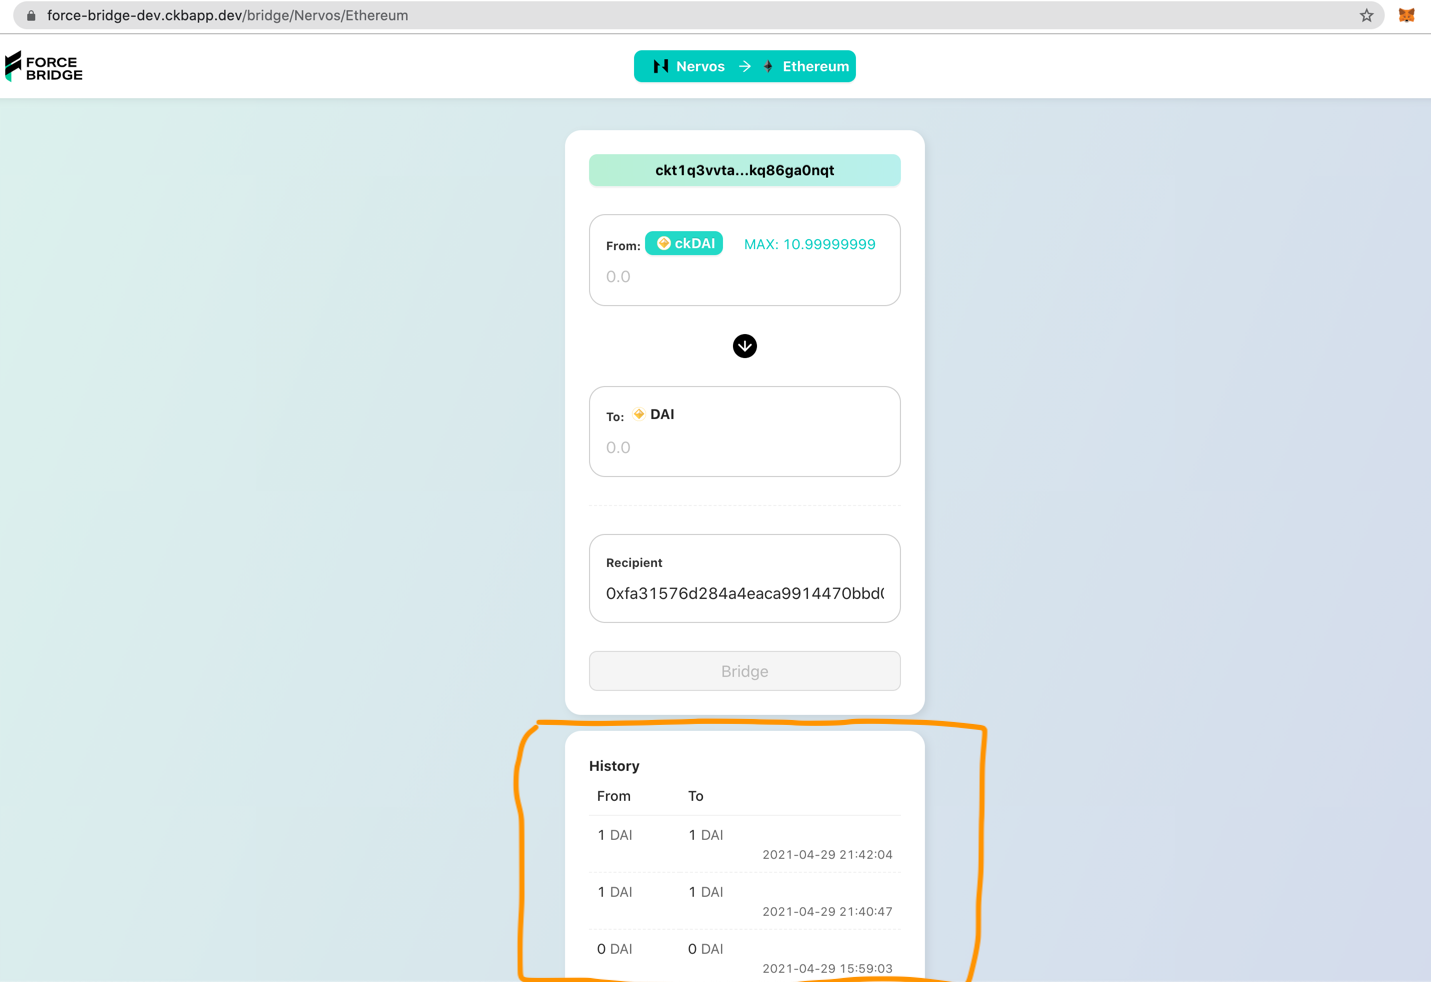 force-bridge-dev.ckbapp.dev/bridge/Nervos/Ethereum
FORCE
BRIDGE
Nervos → Ethereum
ckt1q3vvta...kq86ga0nqt
From: ckDAI MAX: 10.99999999
0.0
To: DAI
0.0
Recipient
0xfa31576d284a4eaca9914470bbd
Bridge
History
From To
1 DAI 1 DAI
2021-04-29 21:42:04
1 DAI 1 DAI
2021-04-29 21:40:47
0 DAI 0 DAI
2021-04-29 15:59:03